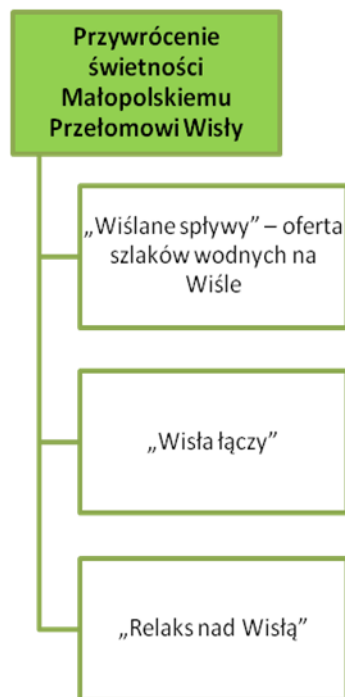 Przywrócenie
świetności
Małopolskiemu
Przełomowi Wisły
„Wiślane spływy” – oferta
szlaków wodnych na
Wiśle
„Wisła łączy”
„Relaks nad Wisłą”